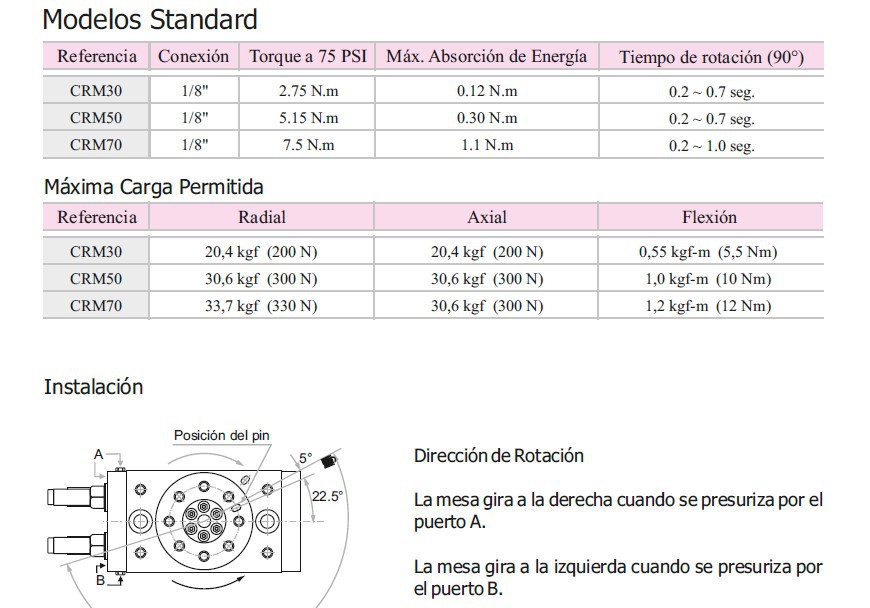 Modelos Standard
Referencia Conexión Torque a 75 PSI Máx. Absorción de Energía Tiempo de rotación (90°)
CRM30 1/8" 2.75 N.m 0.12 N.m 0.2 ~ 0.7 seg.
CRM50 1/8" 5.15 N.m 0.30 N.m 0.2 ~ 0.7 seg.
CRM70 1/8" 7.5 N.m 1.1 N.m 0.2 ~ 1.0 seg.
Máxima Carga Permitida
Referencia Radial Axial Flexión
CRM30 20,4 kgf (200 N) 20,4 kgf (200 N) 0,55 kgf-m (5,5 Nm)
CRM50 30,6 kgf (300 N) 30,6 kgf (300 N) 1,0 kgf-m (10 Nm)
CRM70 33,7 kgf (330 N) 30,6 kgf (300 N) 1,2 kgf-m (12 Nm)
Instalación
Posición del pin
A
5°
22.5°
B
Dirección de Rotación
La mesa gira a la derecha cuando se presuriza por el
puerto A.
La mesa gira a la izquierda cuando se presuriza por
el puerto B.